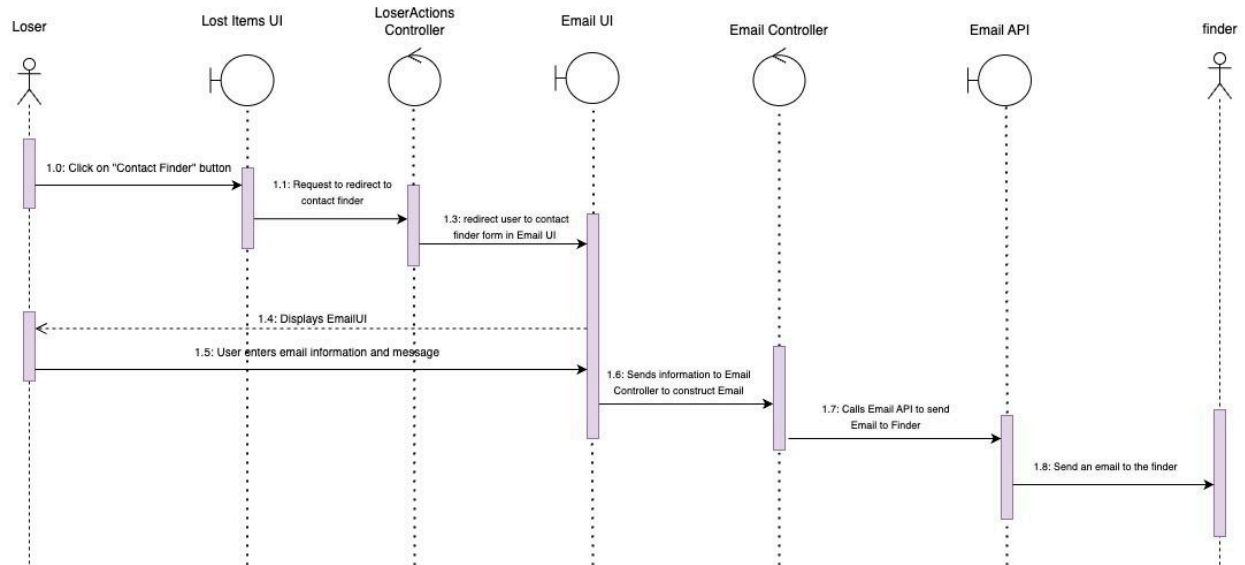 Loser
Lost Items UI
LoserActions
Controller
Email UI
Email Controller
Email API
finder
1.0: Click on "Contact Finder" button
1.1: Request to redirect to
contact finder
1.3: redirect user to contact
finder form in Email UI
1.4: Displays EmailUI
1.5: User enters email information and message
1.6: Sends information to Email
Controller to construct Email
1.7: Calls Email API to send
Email to Finder
1.8: Send an email to the finder